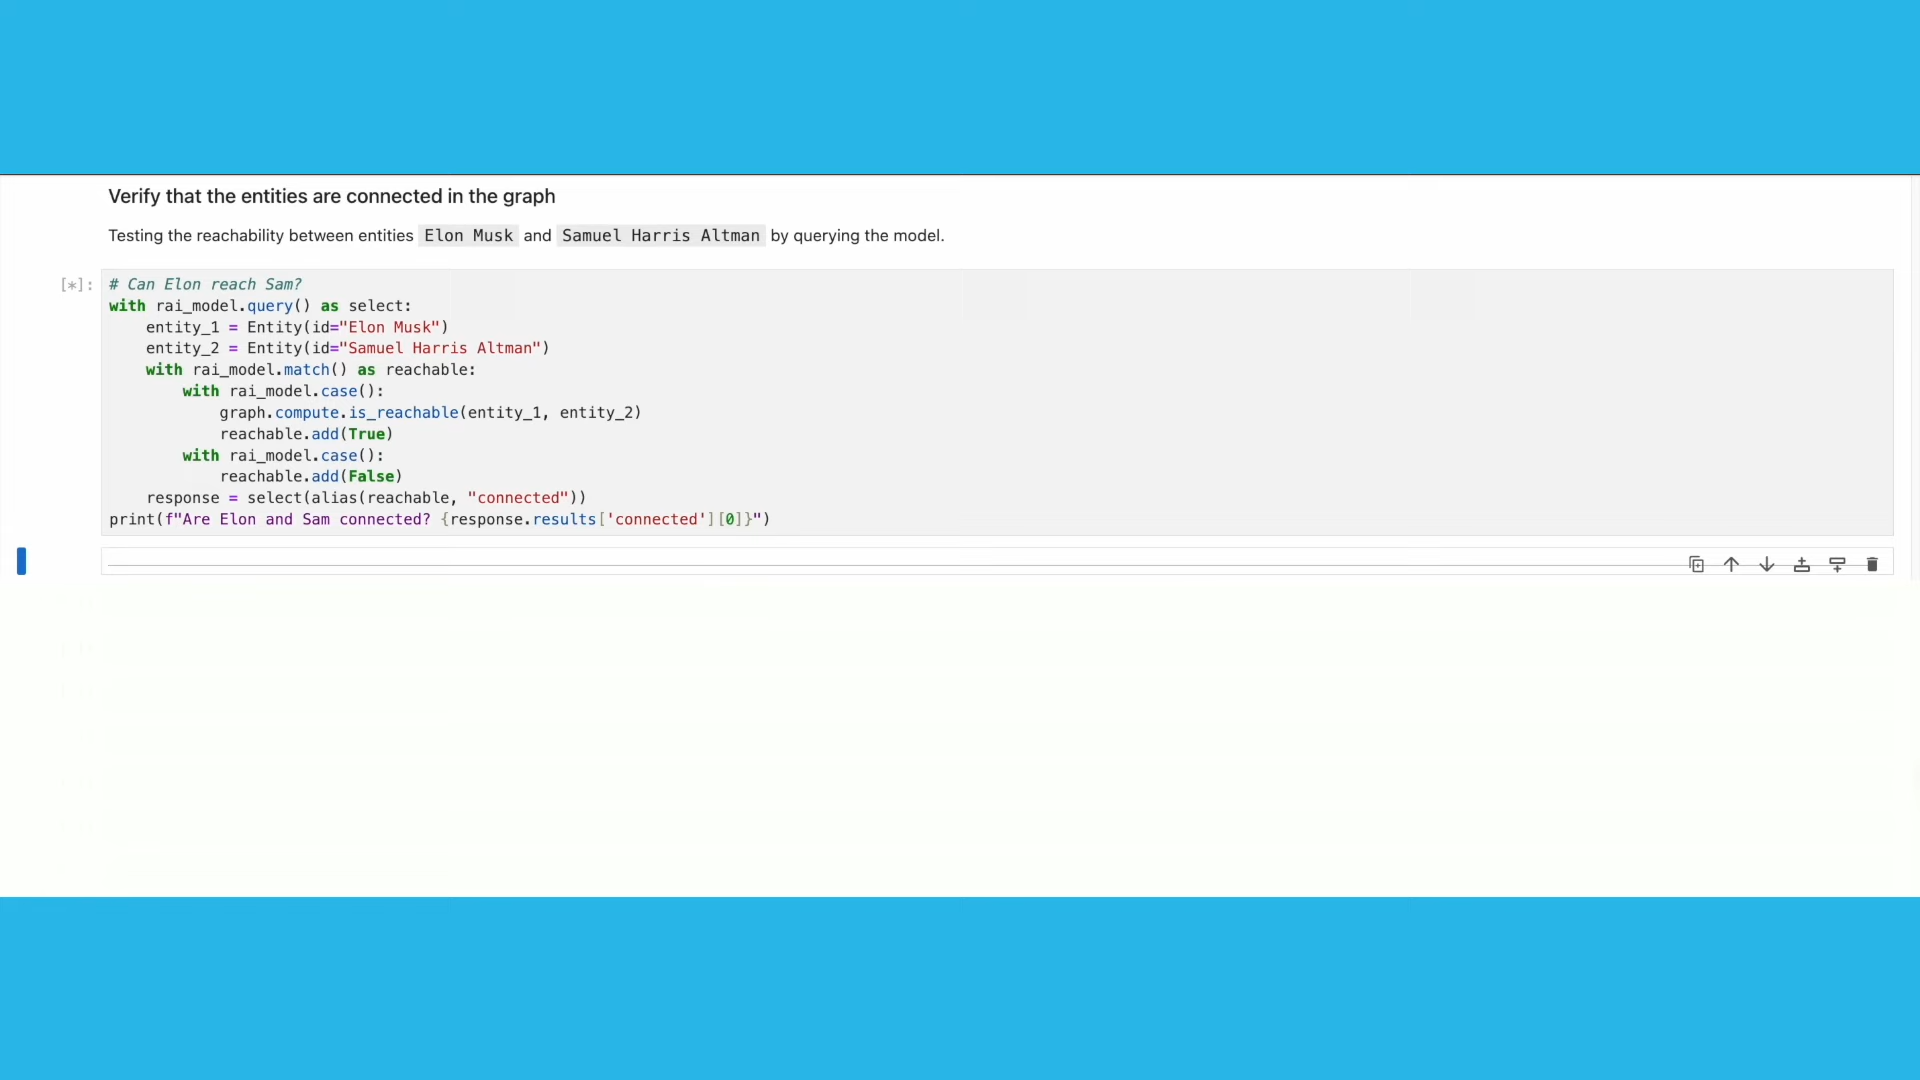 Verify that the entities are connected in the graph
Testing the reachability between entities Elon Musk and Samuel Harris Altman by querying the model.
[*]:
# Can Elon reach Sam?
with rai_model.query() as select:
    entity_1 = Entity(id="Elon Musk")
    entity_2 = Entity(id="Samuel Harris Altman")
    with rai_model.match() as reachable:
        with rai_model.case():
            graph.compute.is_reachable(entity_1, entity_2)
            reachable.add(True)
        with rai_model.case():
            reachable.add(False)
    response = select(alias(reachable, "connected"))
print(f"Are Elon and Sam connected? {response.results['connected'][0]}")